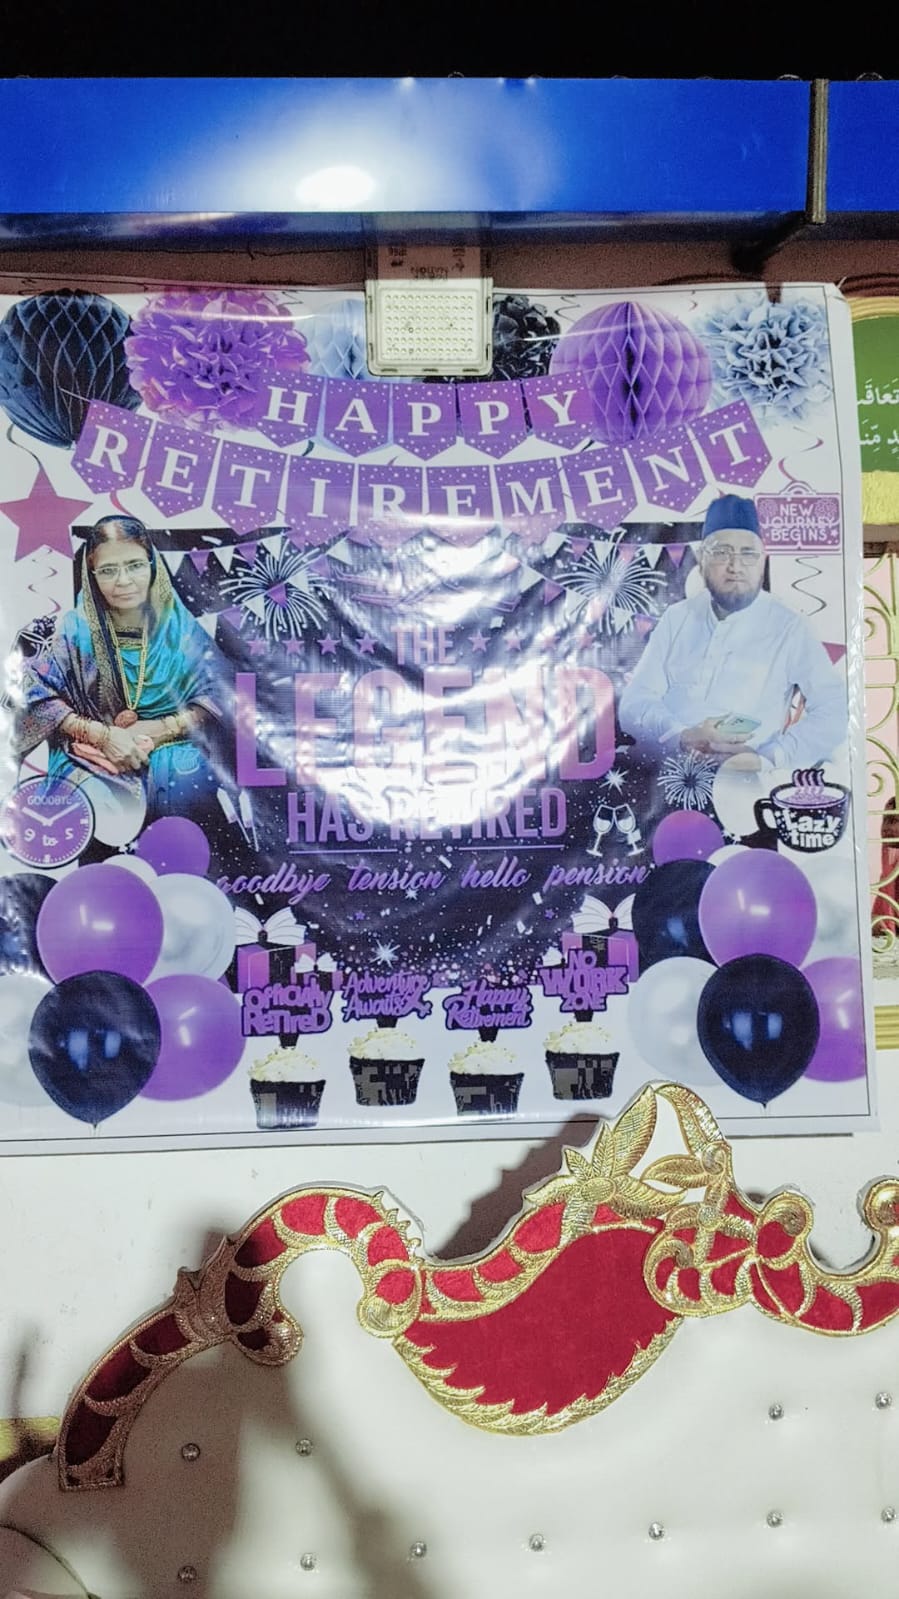 HAPPY
RETIREMENT
تَعَاقَ
NEW
JOURNEY
BEGINS
THE
LEGEND
HAS RETIRED
GOODBYE
9 to 5
Lazy
time
goodbye tension hello pension
Officially
Retired
Adventure
Awaits
Happy
Retirement
NO
WORK
ZONE